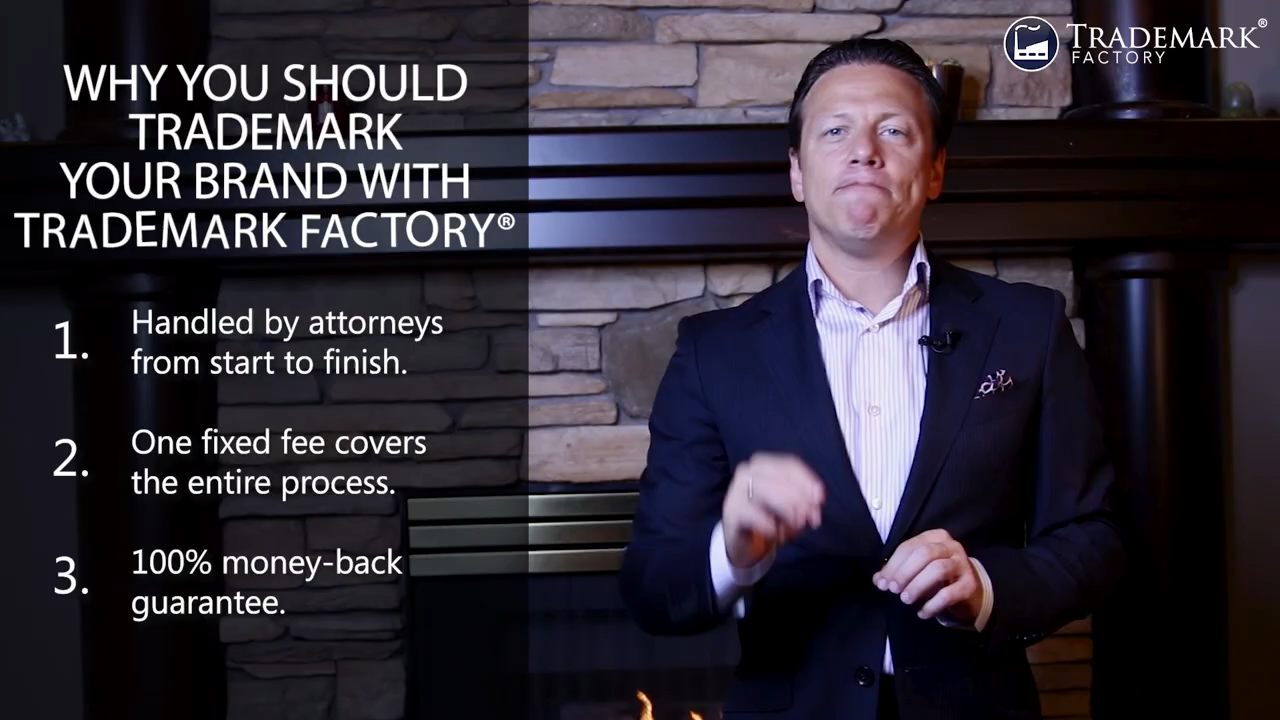 WHY YOU SHOULD
TRADEMARK
YOUR BRAND WITH
TRADEMARK FACTORY®
1. Handled by attorneys
from start to finish.
2. One fixed fee covers
the entire process.
3. 100% money-back
guarantee.
TRADEMARK®
FACTORY